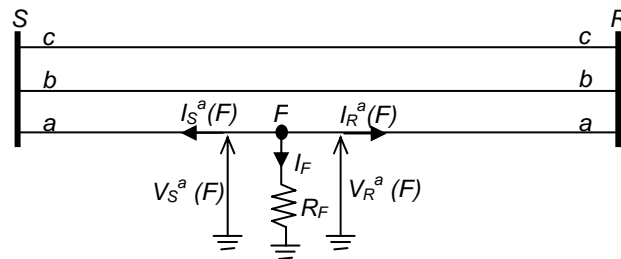 S R
c c
b b
a I_S^a(F) F I_R^a(F) a
I_F
V_S^a (F) R_F V_R^a (F)